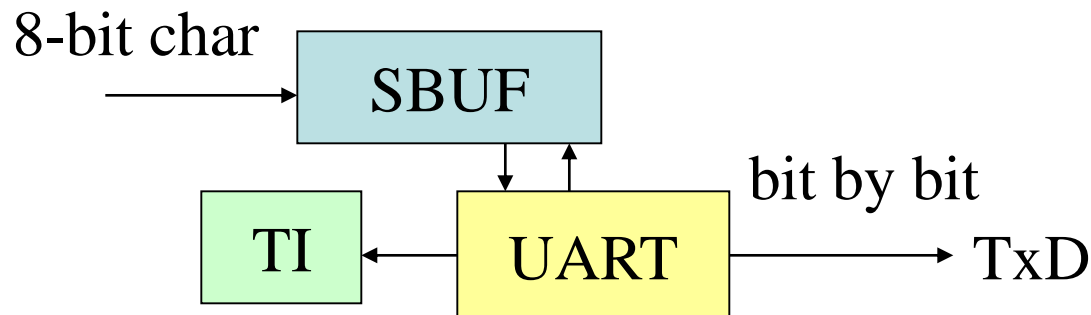 8-bit char
SBUF
bit by bit
TI
UART
TxD